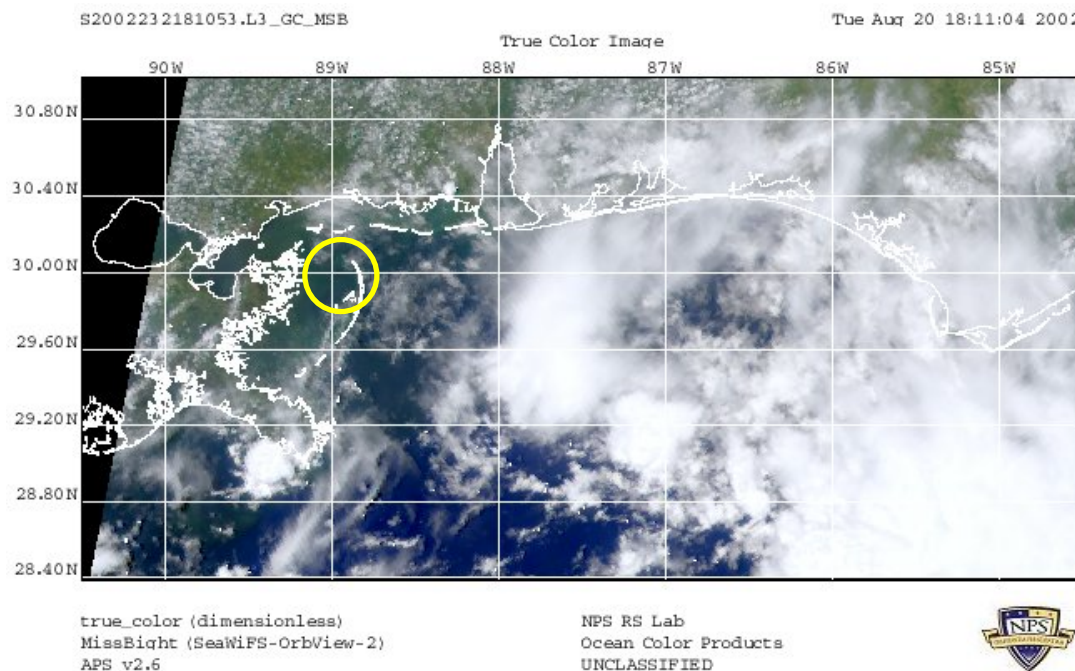 S2002232181053.L3_GC_MSB Tue Aug 20 18:11:04 2002
True Color Image
90W 89W 88W 87W 86W 85W
30.80N
30.40N
30.00N
29.60N
29.20N
28.80N
28.40N
true_color (dimensionless) NPS RS Lab
MissBight (SeaWiFS-OrbView-2) Ocean Color Products
APS v2.6 UNCLASSIFIED
NPS